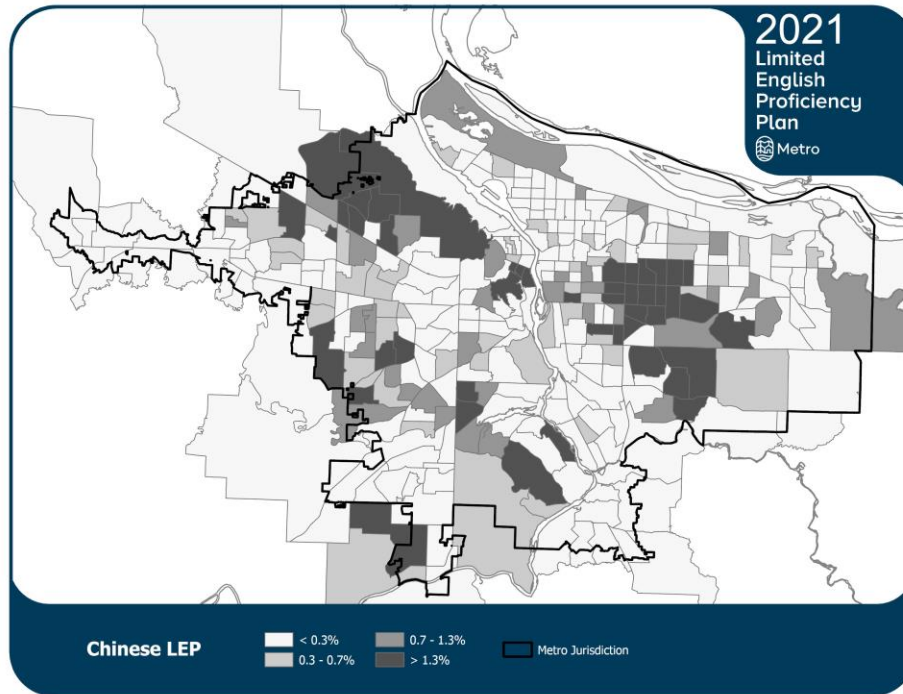 2021
Limited
English
Proficiency
Plan
Metro
Chinese LEP
< 0.3%
0.3 - 0.7%
0.7 - 1.3%
> 1.3%
Metro Jurisdiction